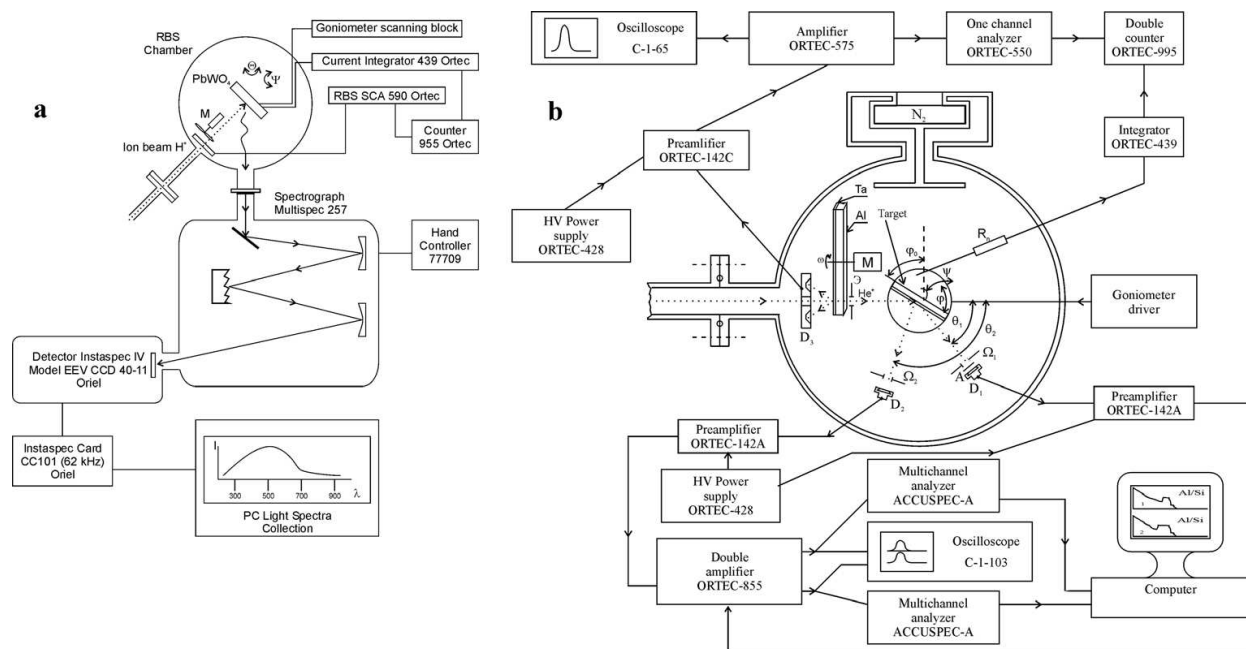 a
RBS
Chamber
Goniometer scanning block
Current Integrator 439 Ortec
RBS SCA 590 Ortec
Counter
955 Ortec
PbWO₄
Θ
Ψ
M
Ion beam H⁺
Spectrograph
Multispec 257
Hand
Controller
77709
Detector Instaspec IV
Model EEV CCD 40-11
Oriel
Instaspec Card
CC101 (62 kHz)
Oriel
I
300 500 700 900 λ
PC Light Spectra
Collection
b
Oscilloscope
C-1-65
Amplifier
ORTEC-575
One channel
analyzer
ORTEC-550
Double
counter
ORTEC-995
Preamlifier
ORTEC-142C
N₂
Integrator
ORTEC-439
HV Power
supply
ORTEC-428
Ta
Al
Target
R₀
ω
M
Э
He⁺
φ₀
Ψ
φ
θ₁
θ₂
Goniometer
driver
D₃
Ω₁
A
D₁
Ω₂
D₂
Preamplifier
ORTEC-142A
Preamplifier
ORTEC-142A
HV Power
supply
ORTEC-428
Multichannel
analyzer
ACCUSPEC-A
Oscilloscope
C-1-103
Double
amplifier
ORTEC-855
Multichannel
analyzer
ACCUSPEC-A
Al/Si
1
Al/Si
2
Computer